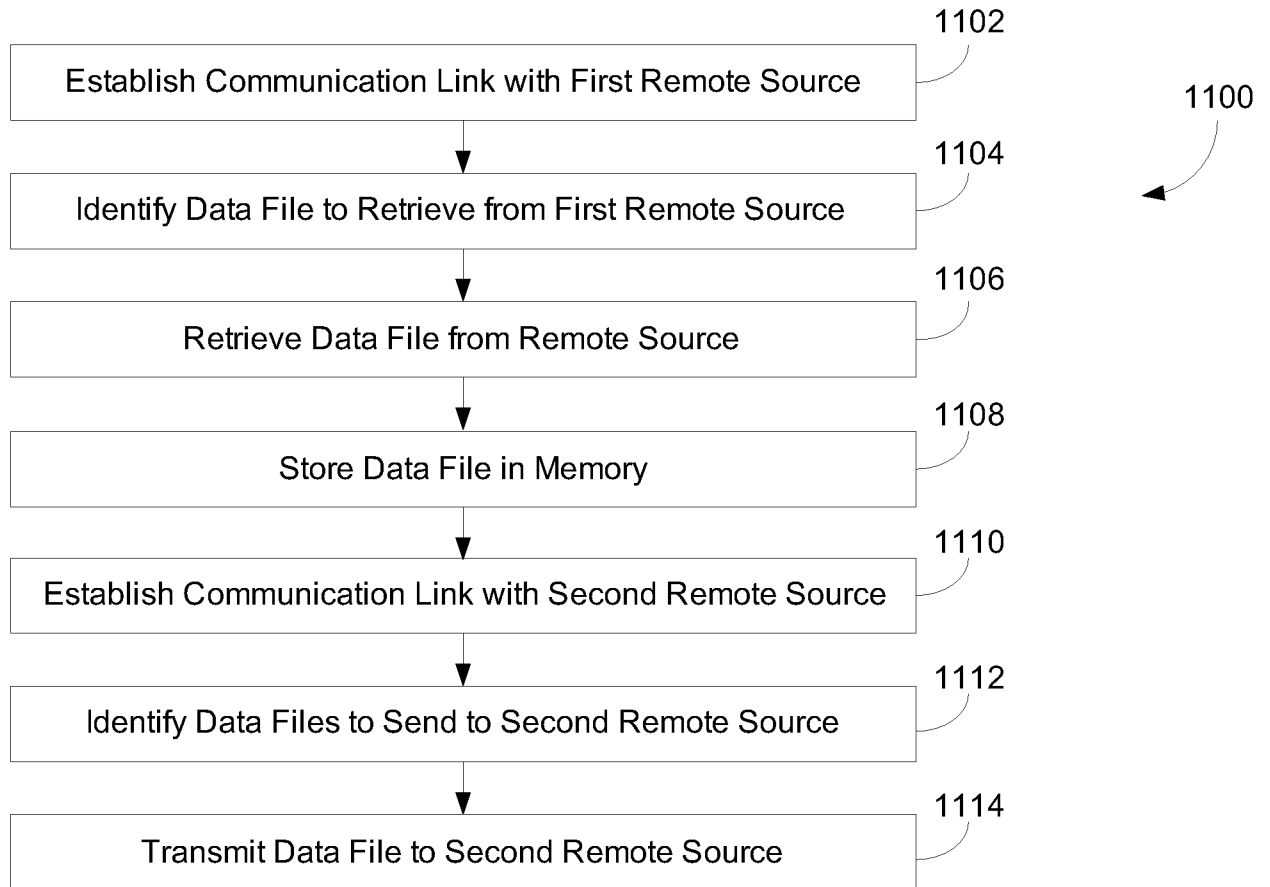 1102
Establish Communication Link with First Remote Source
1100
1104
Identify Data File to Retrieve from First Remote Source
1106
Retrieve Data File from Remote Source
1108
Store Data File in Memory
1110
Establish Communication Link with Second Remote Source
1112
Identify Data Files to Send to Second Remote Source
1114
Transmit Data File to Second Remote Source